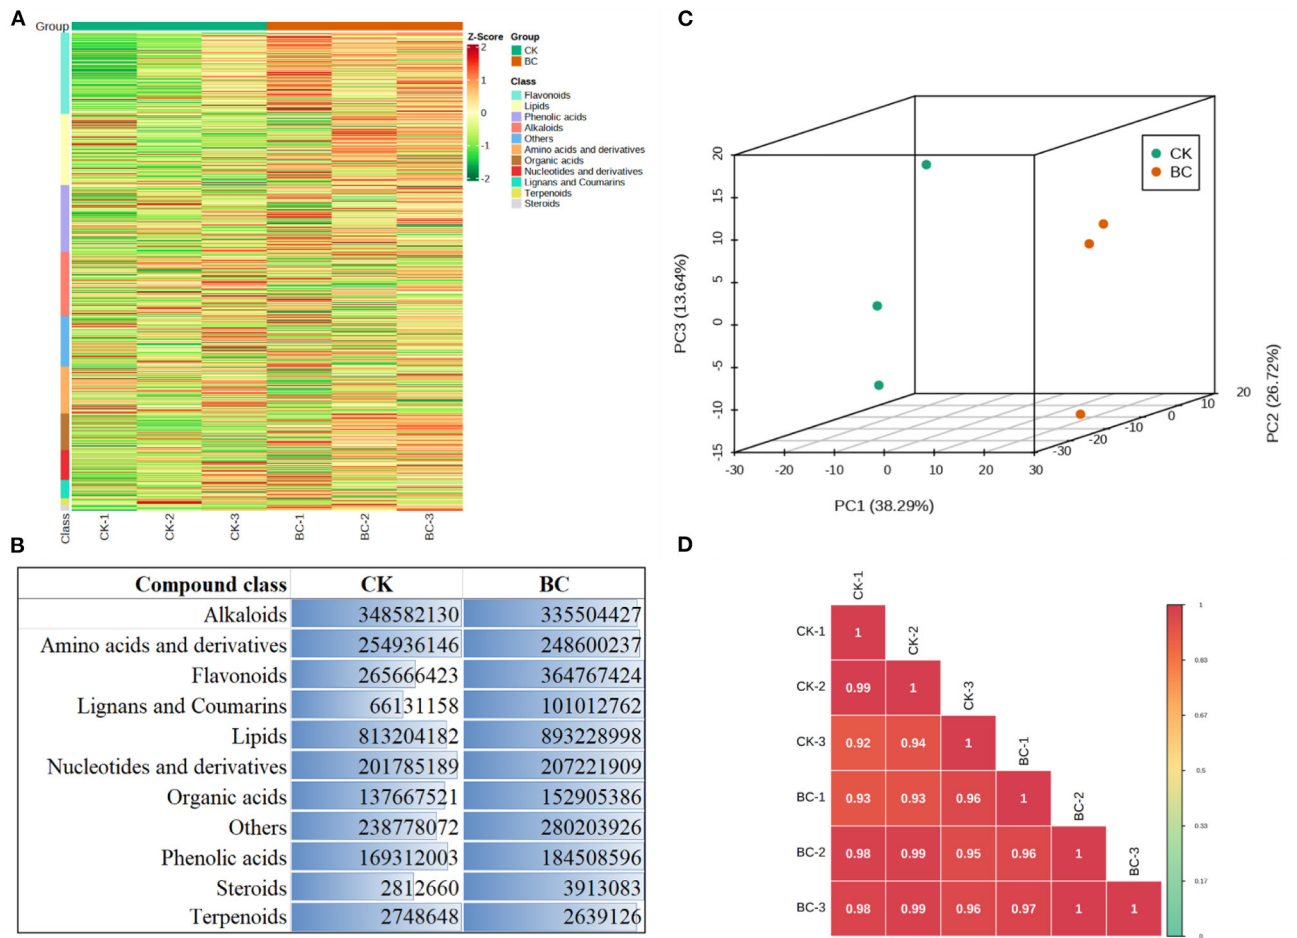 A
Group
CK-1
CK-2
CK-3
BC-1
BC-2
BC-3
Class
Z-Score
2
1
0
-1
-2
Group
CK
BC
Class
Flavonoids
Lipids
Phenolic acids
Alkaloids
Others
Amino acids and derivatives
Organic acids
Nucleotides and derivatives
Lignans and Coumarins
Terpenoids
Steroids
B
Compound class CK BC
Alkaloids 348582130 335504427
Amino acids and derivatives 254936146 248600237
Flavonoids 265666423 364767424
Lignans and Coumarins 66131158 101012762
Lipids 813204182 893228998
Nucleotides and derivatives 201785189 207221909
Organic acids 137667521 152905386
Others 238778072 280203926
Phenolic acids 169312003 184508596
Steroids 2812660 3913083
Terpenoids 2748648 2639126
C
CK
BC
PC3 (13.64%)
20
15
10
5
0
-5
-10
-15
-30 -20 -10 0 10 20 30
PC1 (38.29%)
-30 -20 -10 0 10 20
PC2 (26.72%)
D
CK-1
CK-1 1 CK-2
CK-2 0.99 1 CK-3
CK-3 0.92 0.94 1 BC-1
BC-1 0.93 0.93 0.96 1 BC-2
BC-2 0.98 0.99 0.95 0.96 1 BC-3
BC-3 0.98 0.99 0.96 0.97 1 1
1
0.83
0.67
0.5
0.33
0.17
0